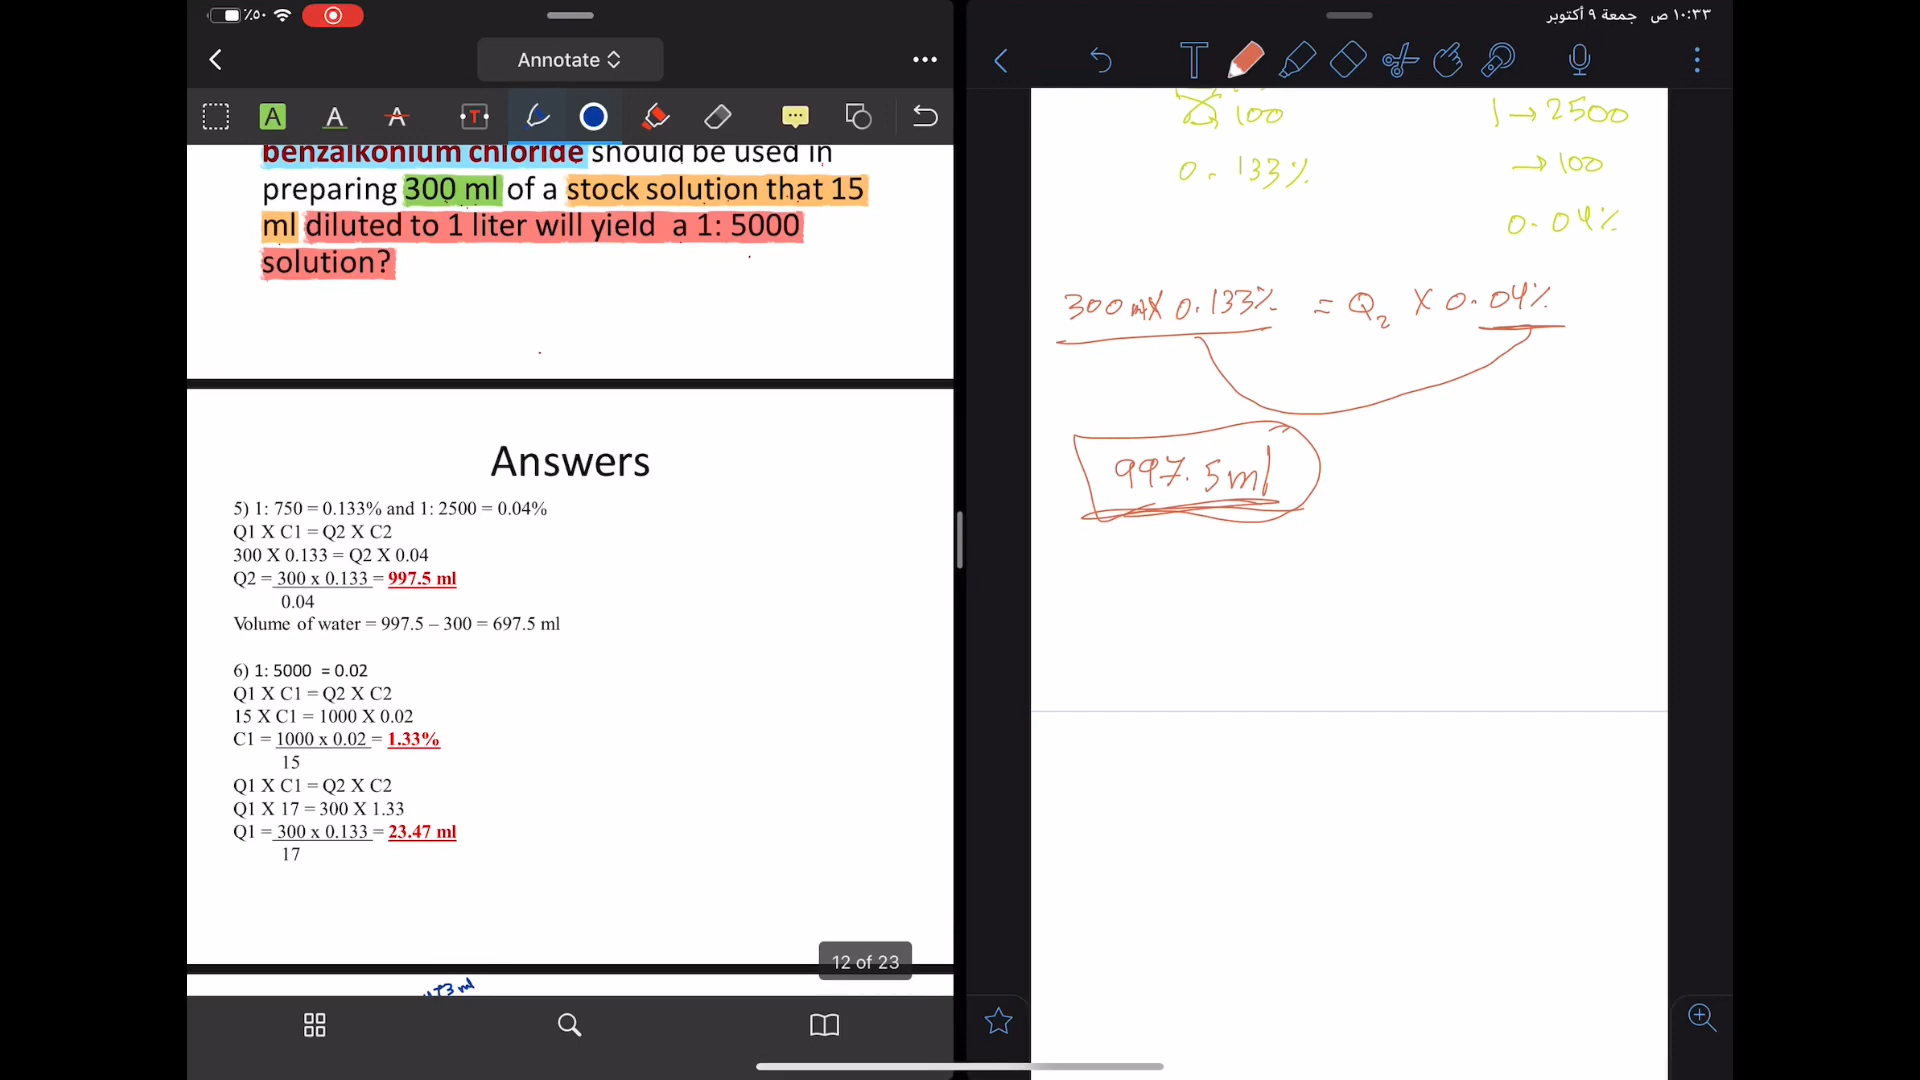 ٪٥٠
Annotate
benzalkonium chloride should be used in
preparing 300 ml of a stock solution that 15
ml diluted to 1 liter will yield a 1: 5000
solution?
Answers
5) 1: 750 = 0.133% and 1: 2500 = 0.04%
Q1 X C1 = Q2 X C2
300 X 0.133 = Q2 X 0.04
Q2 = 300 x 0.133 = 997.5 ml
0.04
Volume of water = 997.5 – 300 = 697.5 ml
6) 1: 5000 = 0.02
Q1 X C1 = Q2 X C2
15 X C1 = 1000 X 0.02
C1 = 1000 x 0.02 = 1.33%
15
Q1 X C1 = Q2 X C2
Q1 X 17 = 300 X 1.33
Q1 = 300 x 0.133 = 23.47 ml
17
12 of 23
١٠:٣٣ ص جمعة ٩ أكتوبر
100
0.133%
1 → 2500
→ 100
0.04%
300 ml X 0.133% = Q2 X 0.04%
997.5 ml